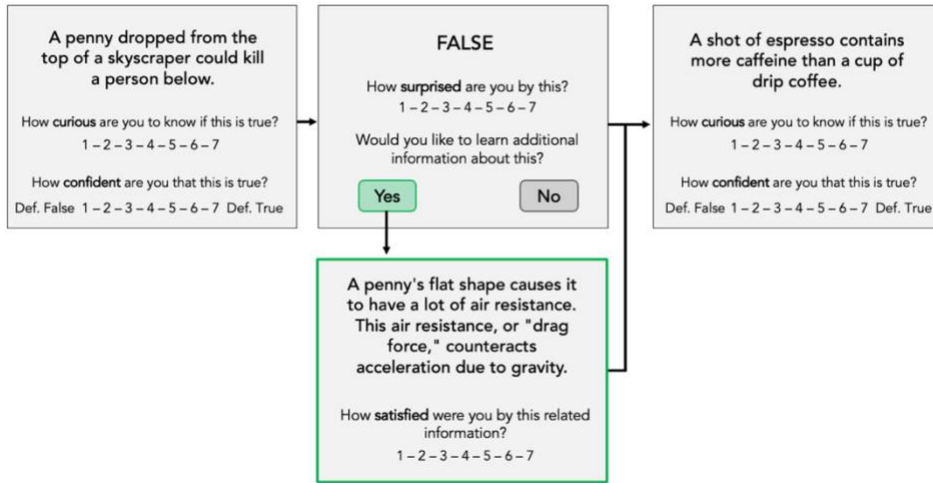 A penny dropped from the
top of a skyscraper could kill
a person below.
How curious are you to know if this is true?
1 – 2 – 3 – 4 – 5 – 6 – 7
How confident are you that this is true?
Def. False 1 – 2 – 3 – 4 – 5 – 6 – 7 Def. True
FALSE
How surprised are you by this?
1 – 2 – 3 – 4 – 5 – 6 – 7
Would you like to learn additional
information about this?
Yes
No
A penny's flat shape causes it
to have a lot of air resistance.
This air resistance, or "drag
force," counteracts
acceleration due to gravity.
How satisfied were you by this related
information?
1 – 2 – 3 – 4 – 5 – 6 – 7
A shot of espresso contains
more caffeine than a cup of
drip coffee.
How curious are you to know if this is true?
1 – 2 – 3 – 4 – 5 – 6 – 7
How confident are you that this is true?
Def. False 1 – 2 – 3 – 4 – 5 – 6 – 7 Def. True